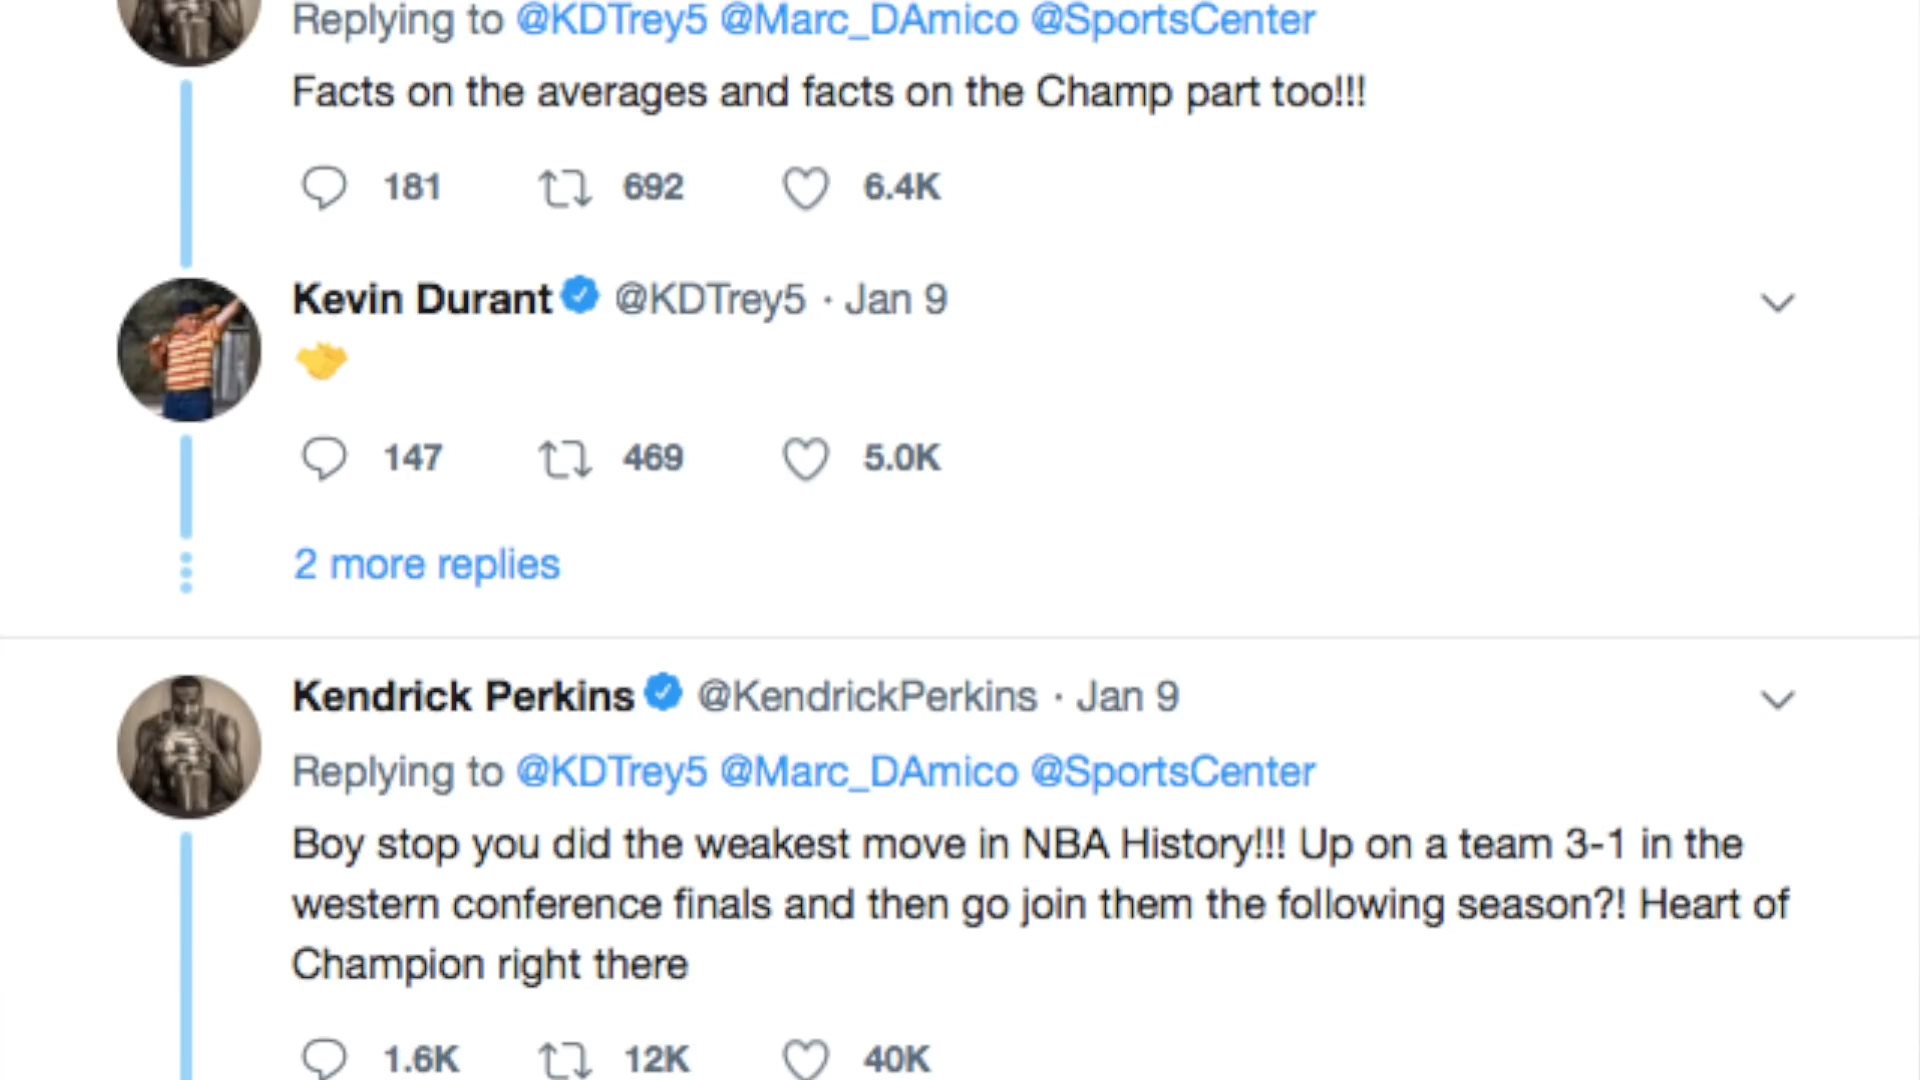 Replying to @KDTrey5 @Marc_DAmico @SportsCenter
Facts on the averages and facts on the Champ part too!!!
181 692 6.4K
Kevin Durant @KDTrey5 · Jan 9
147 469 5.0K
2 more replies
Kendrick Perkins @KendrickPerkins · Jan 9
Replying to @KDTrey5 @Marc_DAmico @SportsCenter
Boy stop you did the weakest move in NBA History!!! Up on a team 3-1 in the
western conference finals and then go join them the following season?! Heart of
Champion right there
1.6K 12K 40K